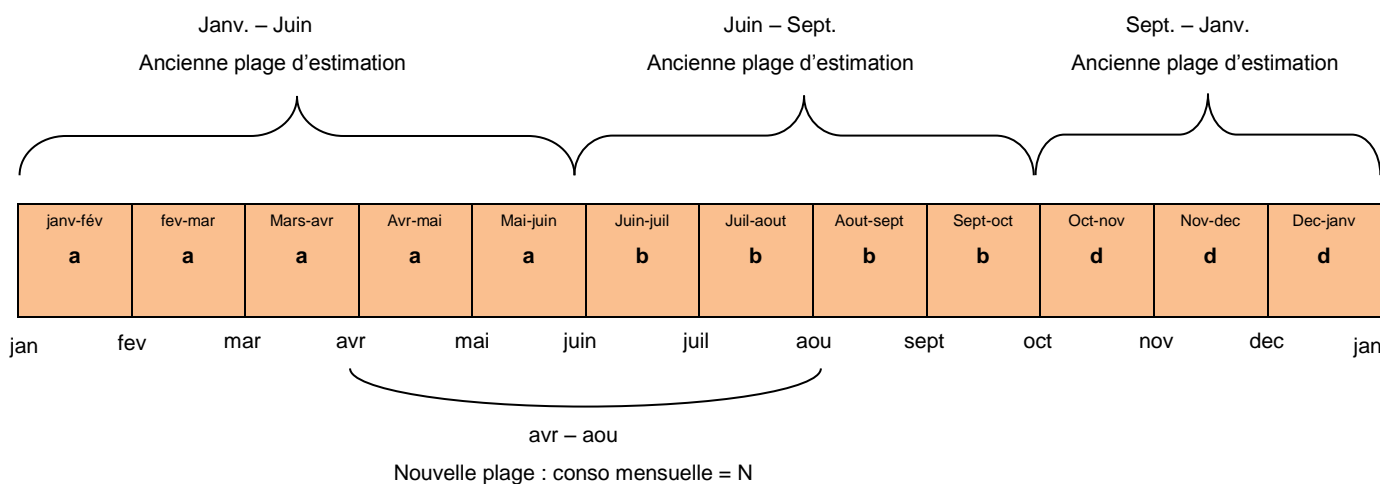 Janv. – Juin
Ancienne plage d’estimation
Juin – Sept.
Ancienne plage d’estimation
Sept. – Janv.
Ancienne plage d’estimation
janv-fév fev-mar Mars-avr Avr-mai Mai-juin Juin-juil Juil-aout Aout-sept Sept-oct Oct-nov Nov-dec Dec-janv
a a a a a b b b b d d d
jan fev mar avr mai juin juil aou sept oct nov dec jan
avr – aou
Nouvelle plage : conso mensuelle = N